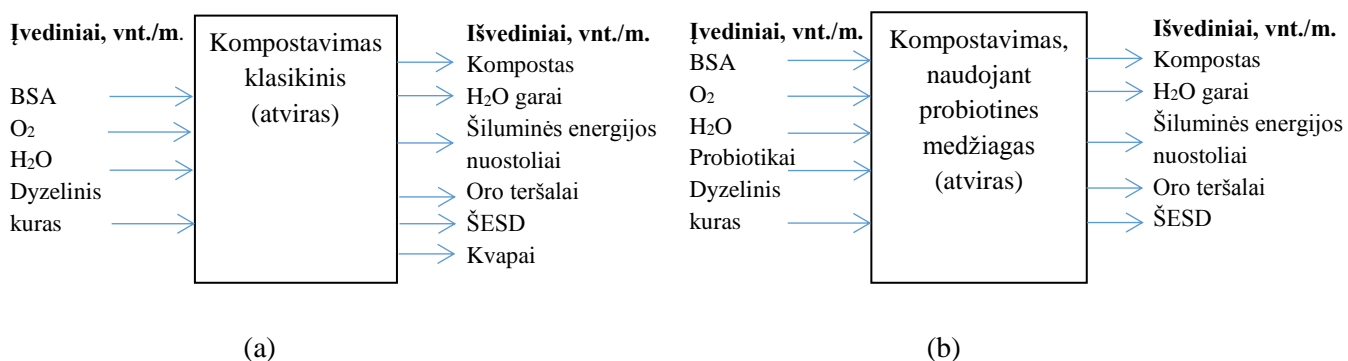 Įvediniai, vnt./m.
BSA
O₂
H₂O
Dyzelinis
kuras
Kompostavimas
klasikinis
(atviras)
Išvediniai, vnt./m.
Kompostas
H₂O garai
Šiluminės energijos
nuostoliai
Oro teršalai
ŠESD
Kvapai
(a)
Įvediniai, vnt./m.
BSA
O₂
H₂O
Probiotikai
Dyzelinis
kuras
Kompostavimas,
naudojant
probiotines
medžiagas
(atviras)
Išvediniai, vnt./m.
Kompostas
H₂O garai
Šiluminės energijos
nuostoliai
Oro teršalai
ŠESD
(b)